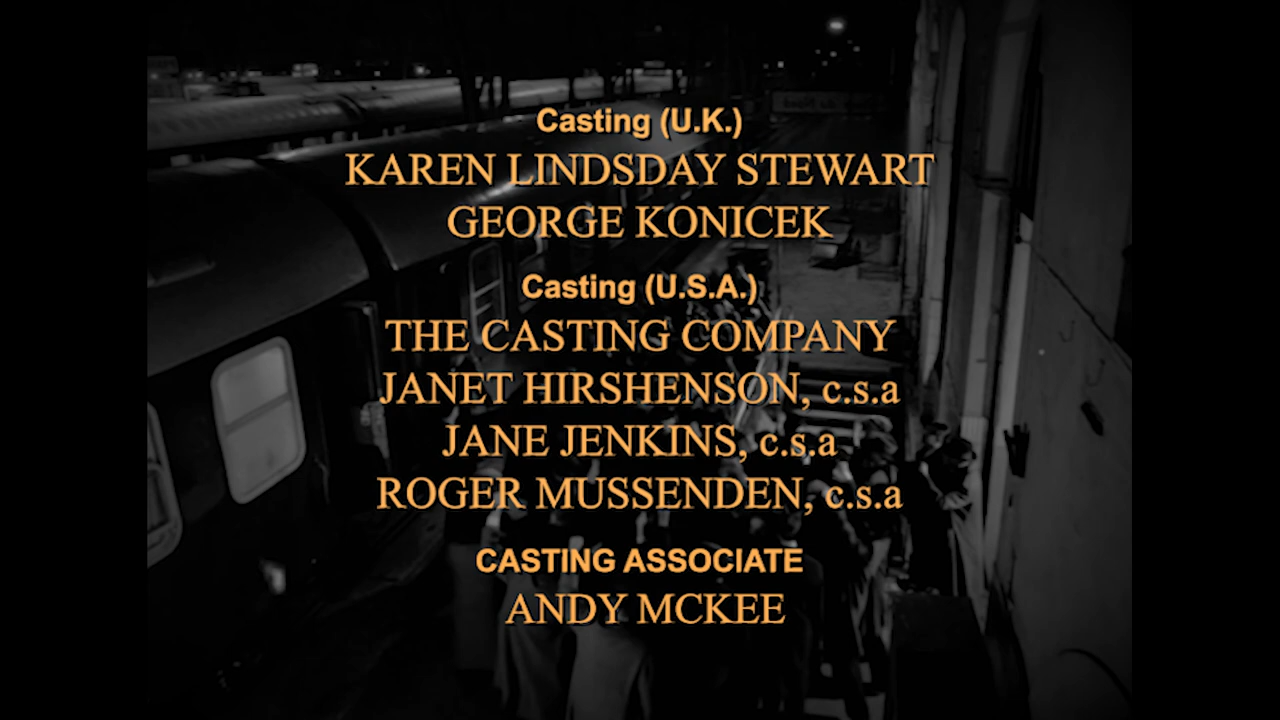 Casting (U.K.)
KAREN LINDSDAY STEWART
GEORGE KONICEK
Casting (U.S.A.)
THE CASTING COMPANY
JANET HIRSHENSON, c.s.a
JANE JENKINS, c.s.a
ROGER MUSSENDEN, c.s.a
CASTING ASSOCIATE
ANDY MCKEE